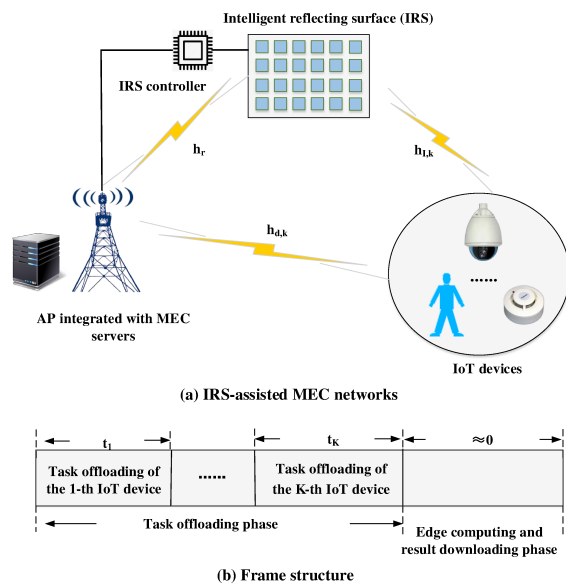 Intelligent reflecting surface (IRS)
IRS controller
h_r
h_{I,k}
h_{d,k}
......
AP integrated with MEC
servers
IoT devices
(a) IRS-assisted MEC networks
t_1
t_K
≈0
Task offloading of
the 1-th IoT device
......
Task offloading of
the K-th IoT device
Task offloading phase
Edge computing and
result downloading phase
(b) Frame structure